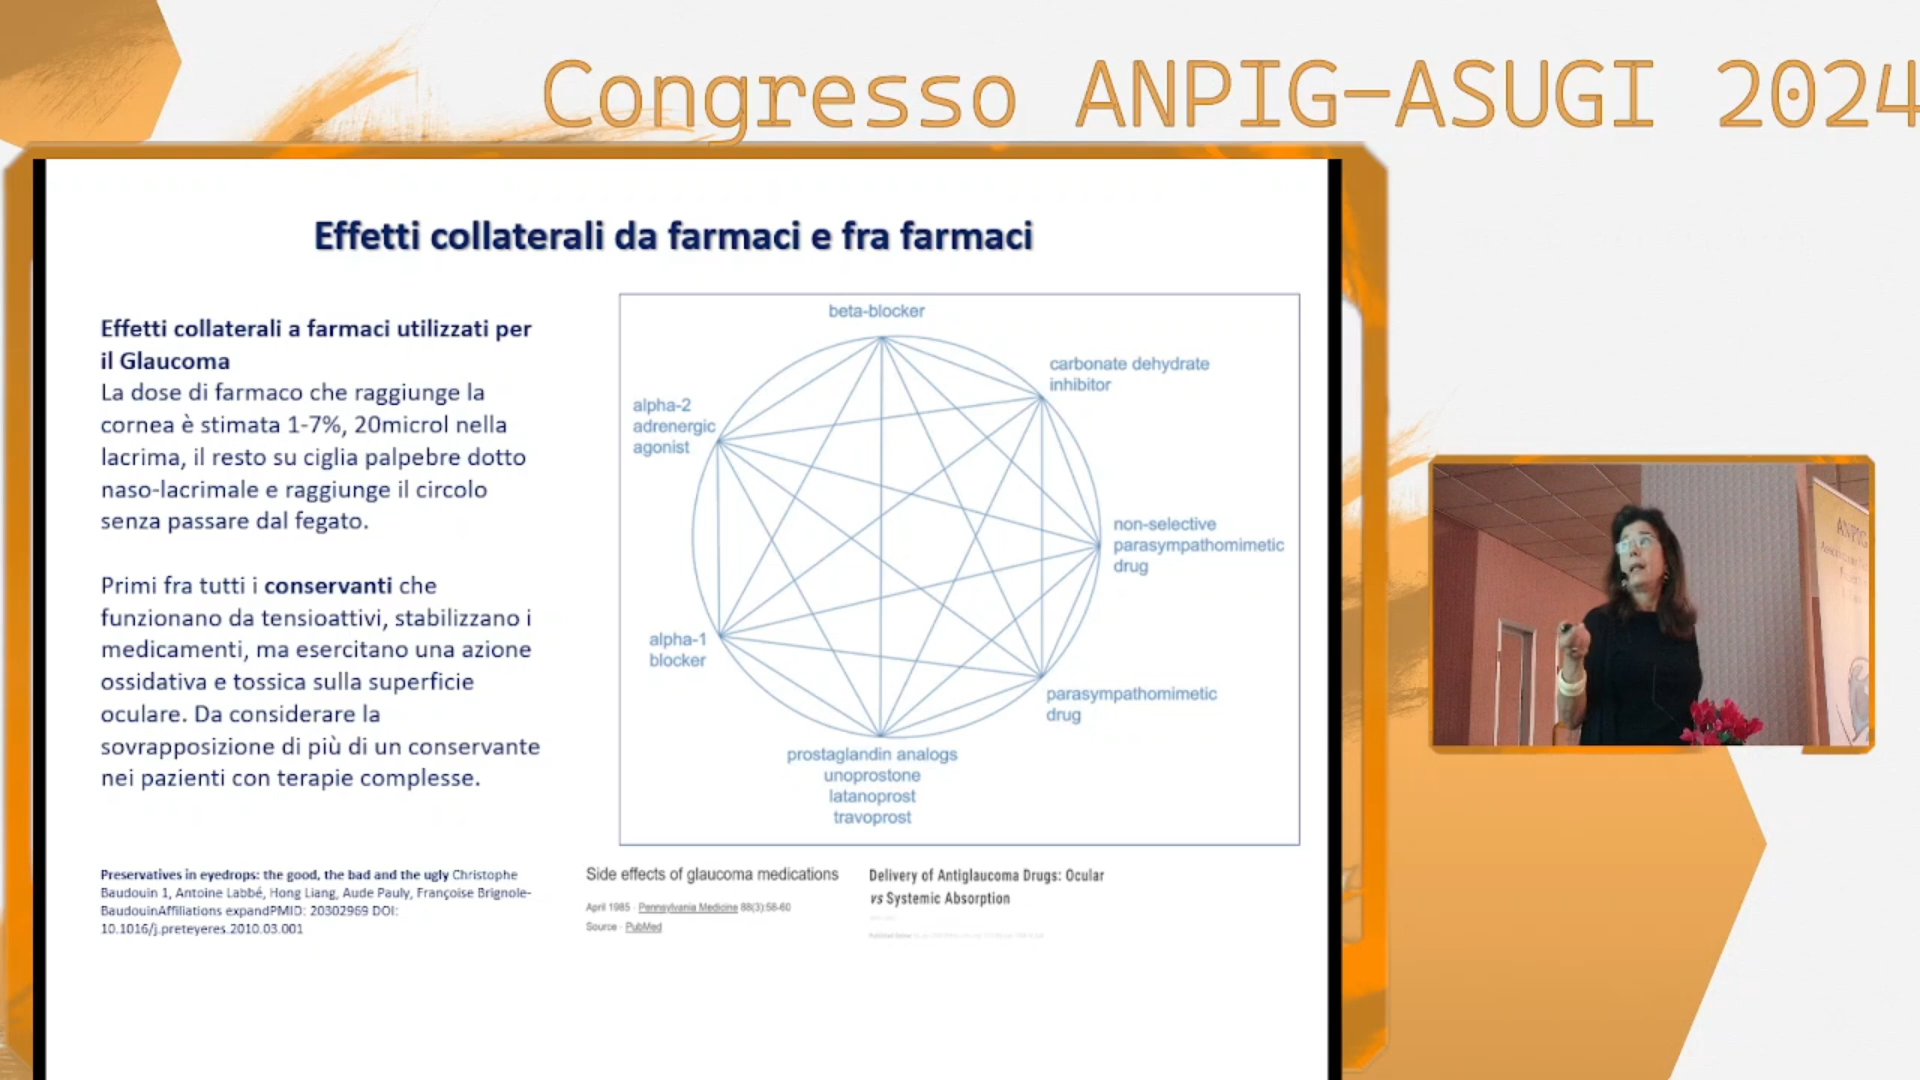 Congresso ANPIG-ASUGI 2024
Effetti collaterali da farmaci e fra farmaci
Effetti collaterali a farmaci utilizzati per
il Glaucoma
La dose di farmaco che raggiunge la
cornea è stimata 1-7%, 20microl nella
lacrima, il resto su ciglia palpebre dotto
naso-lacrimale e raggiunge il circolo
senza passare dal fegato.
Primi fra tutti i conservanti che
funzionano da tensioattivi, stabilizzano i
medicamenti, ma esercitano una azione
ossidativa e tossica sulla superficie
oculare. Da considerare la
sovrapposizione di più di un conservante
nei pazienti con terapie complesse.
beta-blocker
carbonate dehydrate
inhibitor
alpha-2
adrenergic
agonist
non-selective
parasympathomimetic
drug
alpha-1
blocker
parasympathomimetic
drug
prostaglandin analogs
unoprostone
latanoprost
travoprost
Preservatives in eyedrops: the good, the bad and the ugly Christophe
Baudouin 1, Antoine Labbé, Hong Liang, Aude Pauly, Françoise Brignole-
BaudouinAffiliations expandPMID: 20302969 DOI:
10.1016/j.preteyeres.2010.03.001
Side effects of glaucoma medications
April 1985 · Pennsylvania Medicine 88(3):58-60
Source · PubMed
Delivery of Antiglaucoma Drugs: Ocular
vs Systemic Absorption